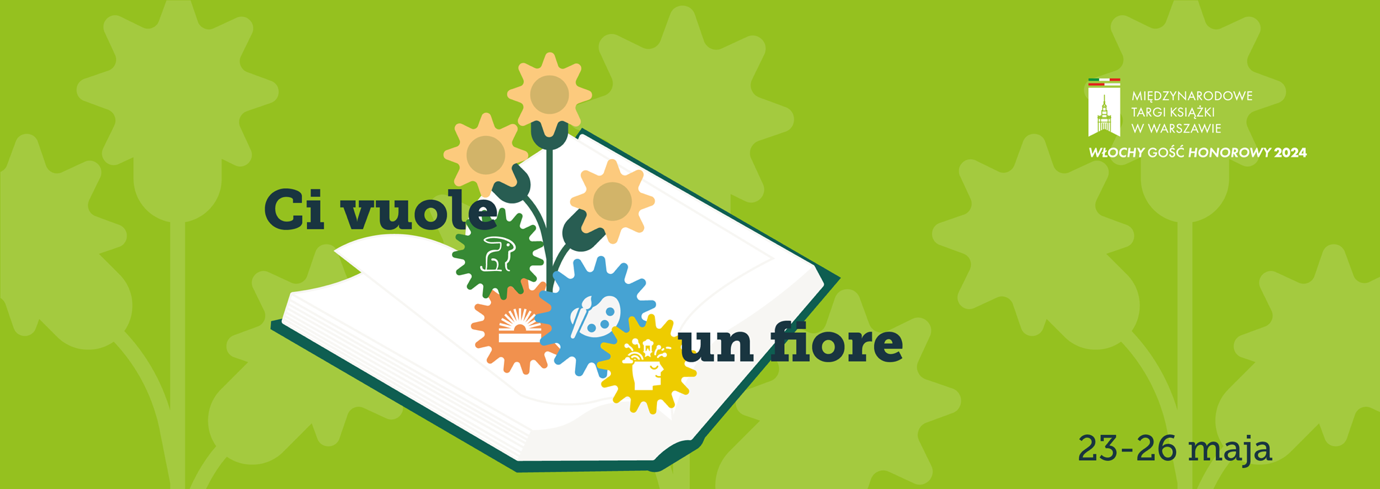 Ci vuole
un fiore
MIĘDZYNARODOWE
TARGI KSIĄŻKI
W WARSZAWIE
WŁOCHY GOŚĆ HONOROWY 2024
23-26 maja